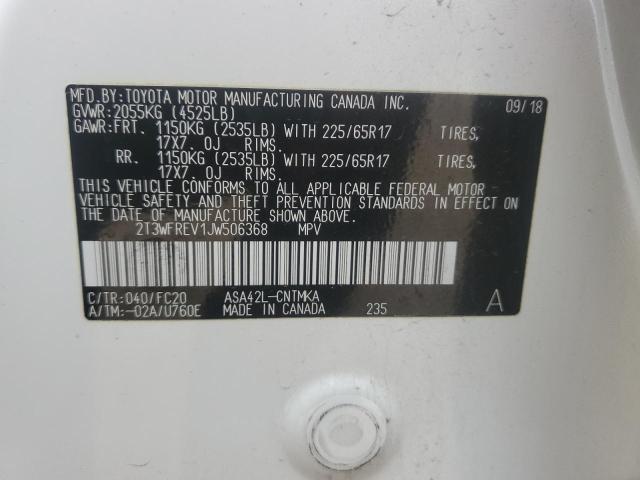 MFD.BY:TOYOTA MOTOR MANUFACTURING CANADA INC. 09/18
GVWR:2055KG (4525LB)
GAWR:FRT. 1150KG (2535LB) WITH 225/65R17 TIRES,
17X7.0J RIMS.
RR. 1150KG (2535LB) WITH 225/65R17 TIRES,
17X7.0J RIMS.
THIS VEHICLE CONFORMS TO ALL APPLICABLE FEDERAL MOTOR
VEHICLE SAFETY AND THEFT PREVENTION STANDARDS IN EFFECT ON
THE DATE OF MANUFACTURE SHOWN ABOVE.
2T3WFREV1JW506368 MPV
C/TR:040/FC20 ASA42L-CNTMKA
A/TM:-02A/U760E MADE IN CANADA 235 A